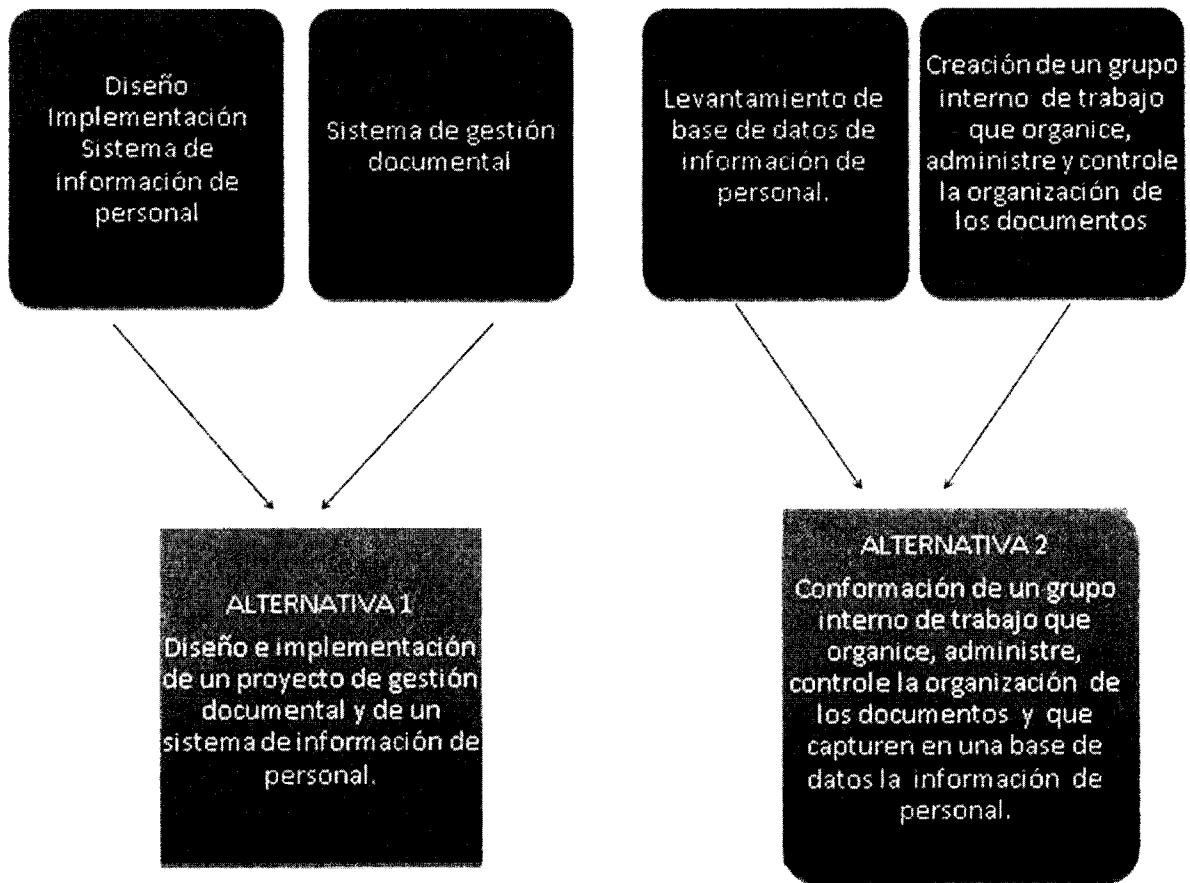 Diseño
Implementación
Sistema de
información de
personal
Sistema de gestión
documental
Levantamiento de
base de datos de
información de
personal.
Creación de un grupo
interno de trabajo
que organice,
administre y controle
la organización de
los documentos
ALTERNATIVA 1
Diseño e implementación
de un proyecto de gestión
documental y de un
sistema de información de
personal.
ALTERNATIVA 2
Conformación de un grupo
interno de trabajo que
organice, administre,
controle la organización de
los documentos y que
capturen en una base de
datos la información de
personal.